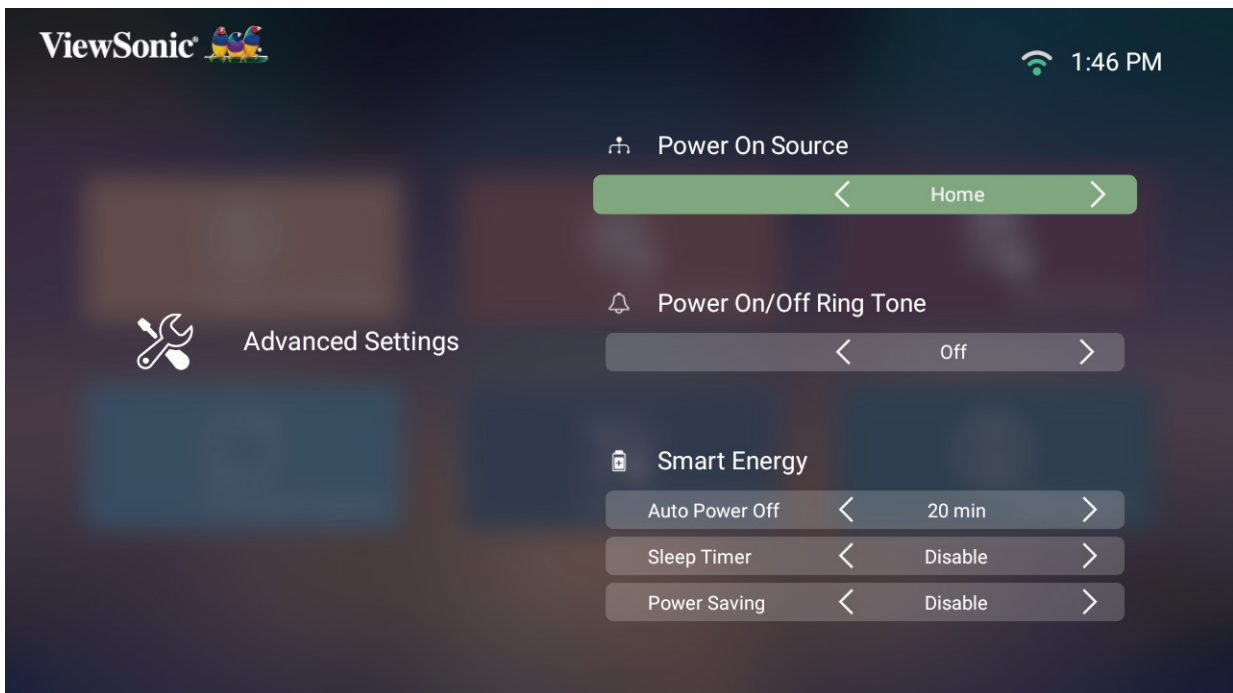 ViewSonic®
1:46 PM
Power On Source
Home
Power On/Off Ring Tone
Advanced Settings
Off
Smart Energy
Auto Power Off 20 min
Sleep Timer Disable
Power Saving Disable